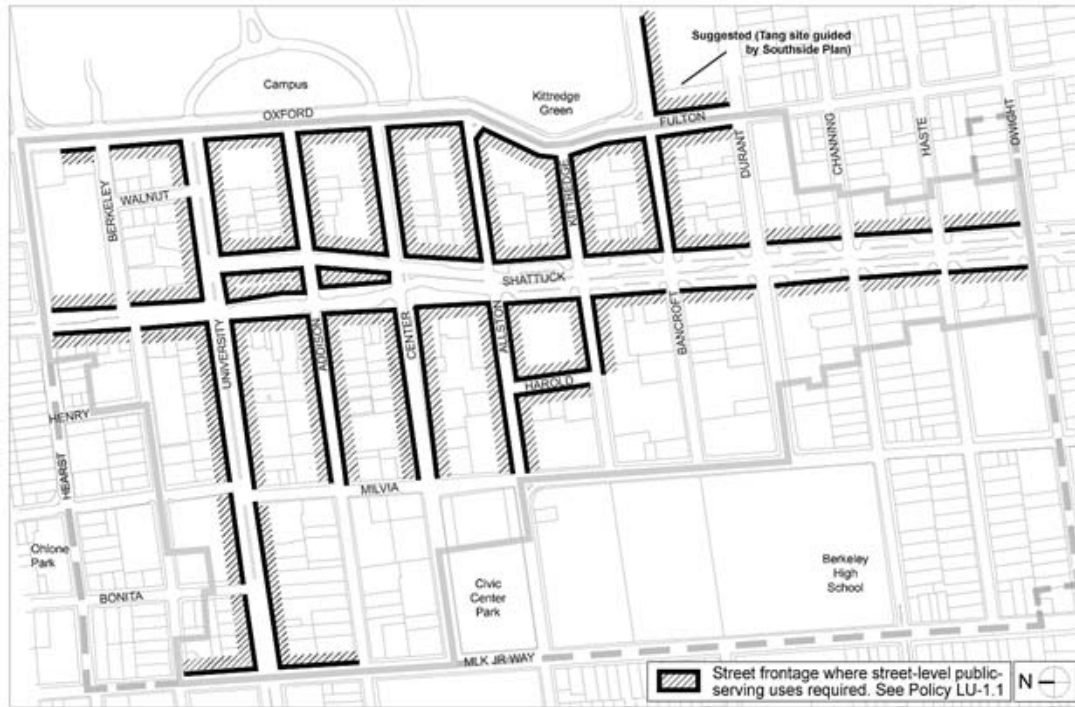 Suggested (Tang site guided
by Southside Plan)
Campus
Kittredge
Green
OXFORD
FULTON
BERKELEY
WALNUT
KITTREDGE
DURANT
CHANNING
HASTE
DWIGHT
SHATTUCK
UNIVERSITY
ADDISON
CENTER
ALLSTON
BANCROFT
HAROLD
HENRY
HEARST
MILVIA
Ohlone
Park
BONITA
Civic
Center
Park
Berkeley
High
School
MLK JR WAY
Street frontage where street-level public-
serving uses required. See Policy LU-1.1
N